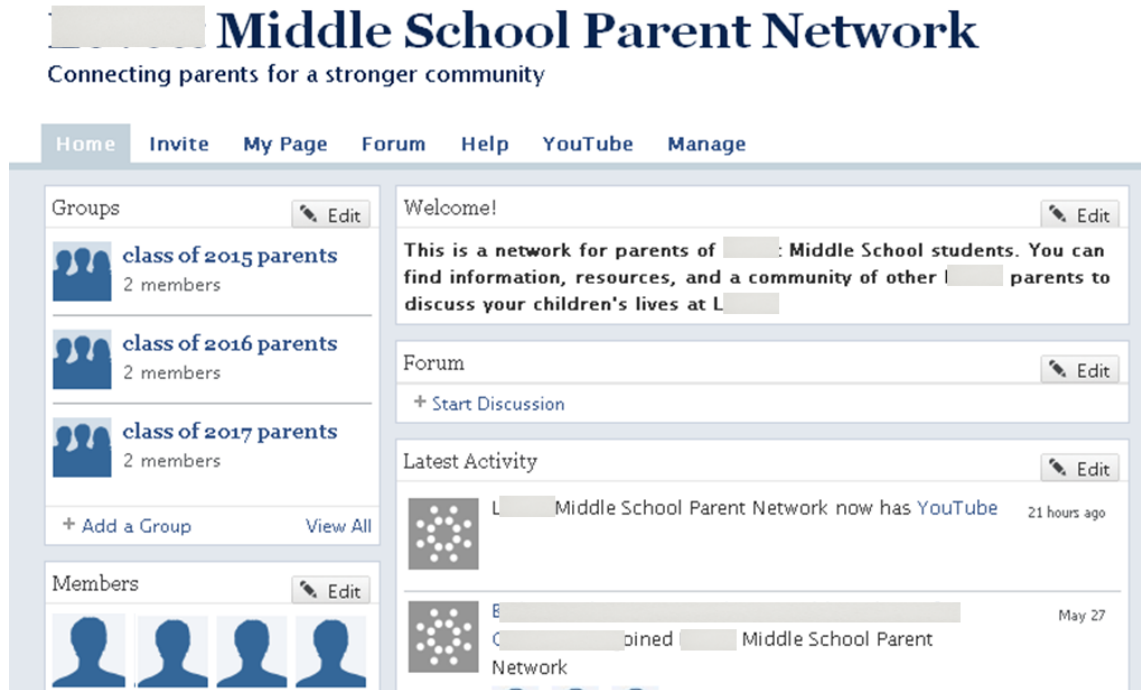 Middle School Parent Network
Connecting parents for a stronger community
Home Invite My Page Forum Help YouTube Manage
Groups
Edit
class of 2015 parents
2 members
class of 2016 parents
2 members
class of 2017 parents
2 members
+ Add a Group View All
Members
Edit
Welcome!
Edit
This is a network for parents of Middle School students. You can
find information, resources, and a community of other parents to
discuss your children's lives at L
Forum
Edit
+ Start Discussion
Latest Activity
Edit
L Middle School Parent Network now has YouTube
21 hours ago
May 27
Middle School Parent
Network